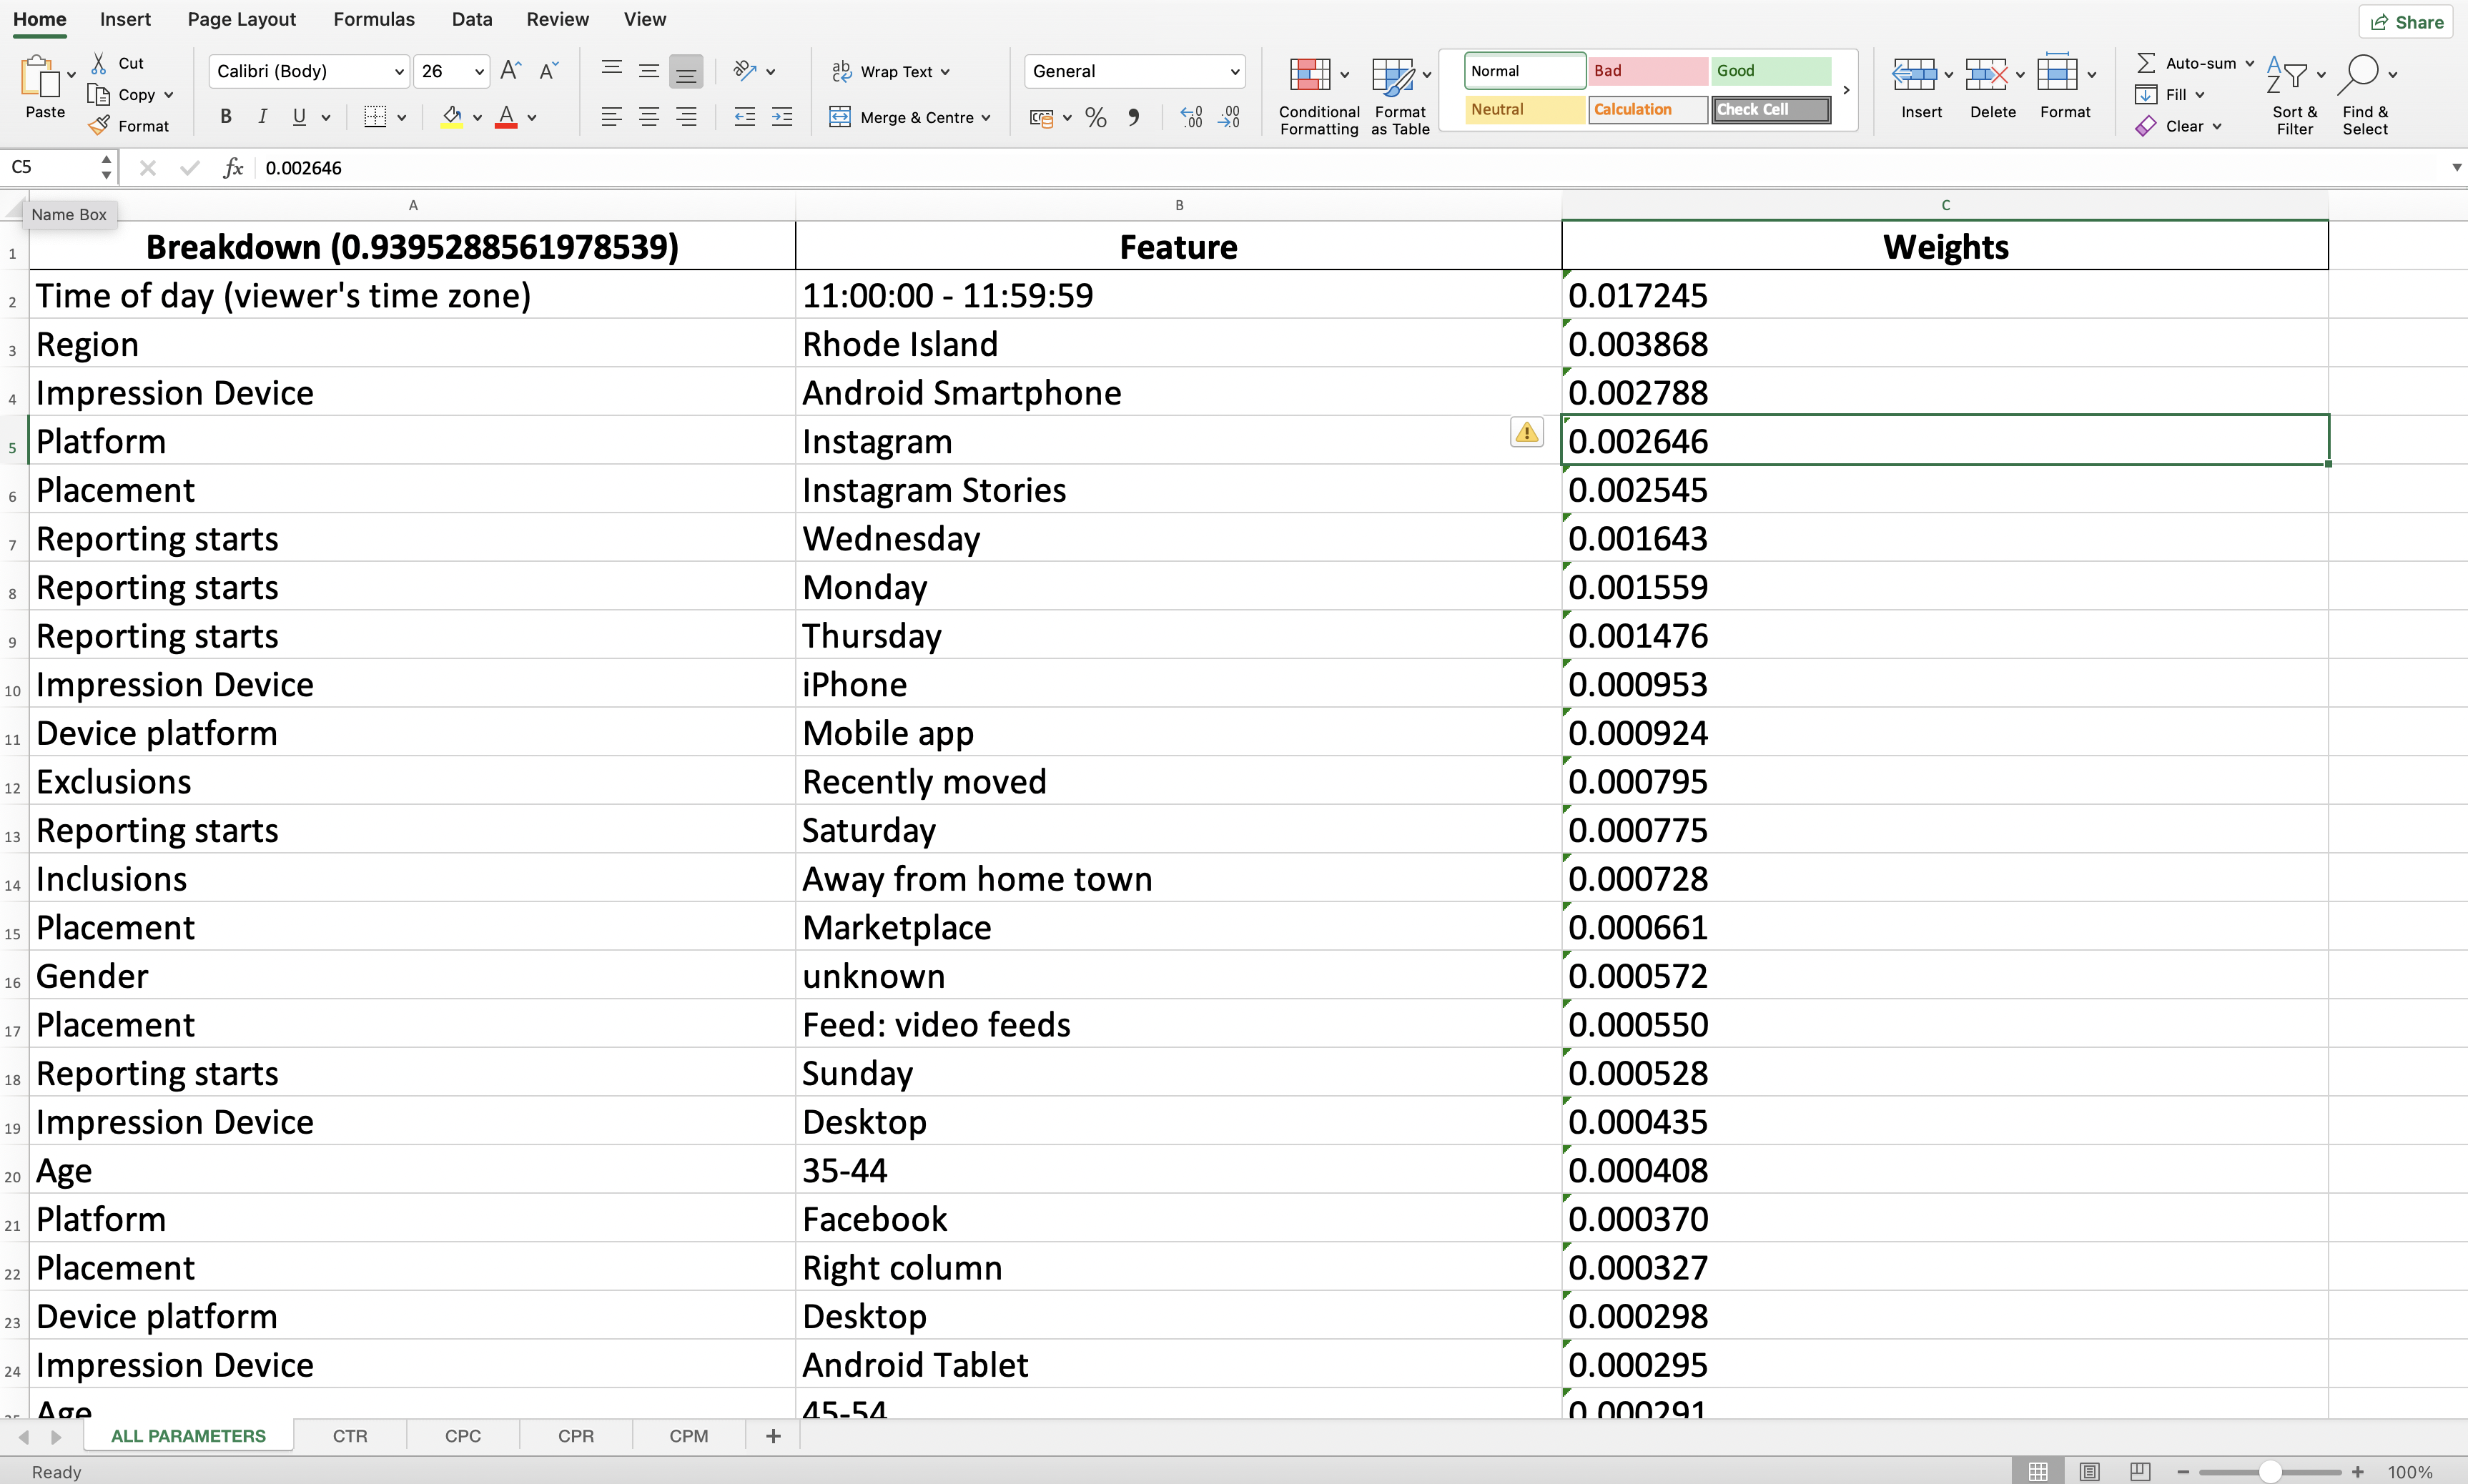 Home Insert Page Layout Formulas Data Review View Share
Paste Cut Copy Format
Calibri (Body) 26 A A
B I U A
ab Wrap Text
Merge & Centre
General
% .00
Conditional Formatting
Format as Table
Normal Bad Good
Neutral Calculation Check Cell
Insert Delete Format
Auto-sum
Fill
Clear
Sort & Filter
Find & Select
C5 fx 0.002646
Name Box
A B C
1 Breakdown (0.9395288561978539) Feature Weights
2 Time of day (viewer's time zone) 11:00:00 - 11:59:59 0.017245
3 Region Rhode Island 0.003868
4 Impression Device Android Smartphone 0.002788
5 Platform Instagram 0.002646
6 Placement Instagram Stories 0.002545
7 Reporting starts Wednesday 0.001643
8 Reporting starts Monday 0.001559
9 Reporting starts Thursday 0.001476
10 Impression Device iPhone 0.000953
11 Device platform Mobile app 0.000924
12 Exclusions Recently moved 0.000795
13 Reporting starts Saturday 0.000775
14 Inclusions Away from home town 0.000728
15 Placement Marketplace 0.000661
16 Gender unknown 0.000572
17 Placement Feed: video feeds 0.000550
18 Reporting starts Sunday 0.000528
19 Impression Device Desktop 0.000435
20 Age 35-44 0.000408
21 Platform Facebook 0.000370
22 Placement Right column 0.000327
23 Device platform Desktop 0.000298
24 Impression Device Android Tablet 0.000295
25 Age 45-54 0.000291
ALL PARAMETERS CTR CPC CPR CPM +
Ready 100%